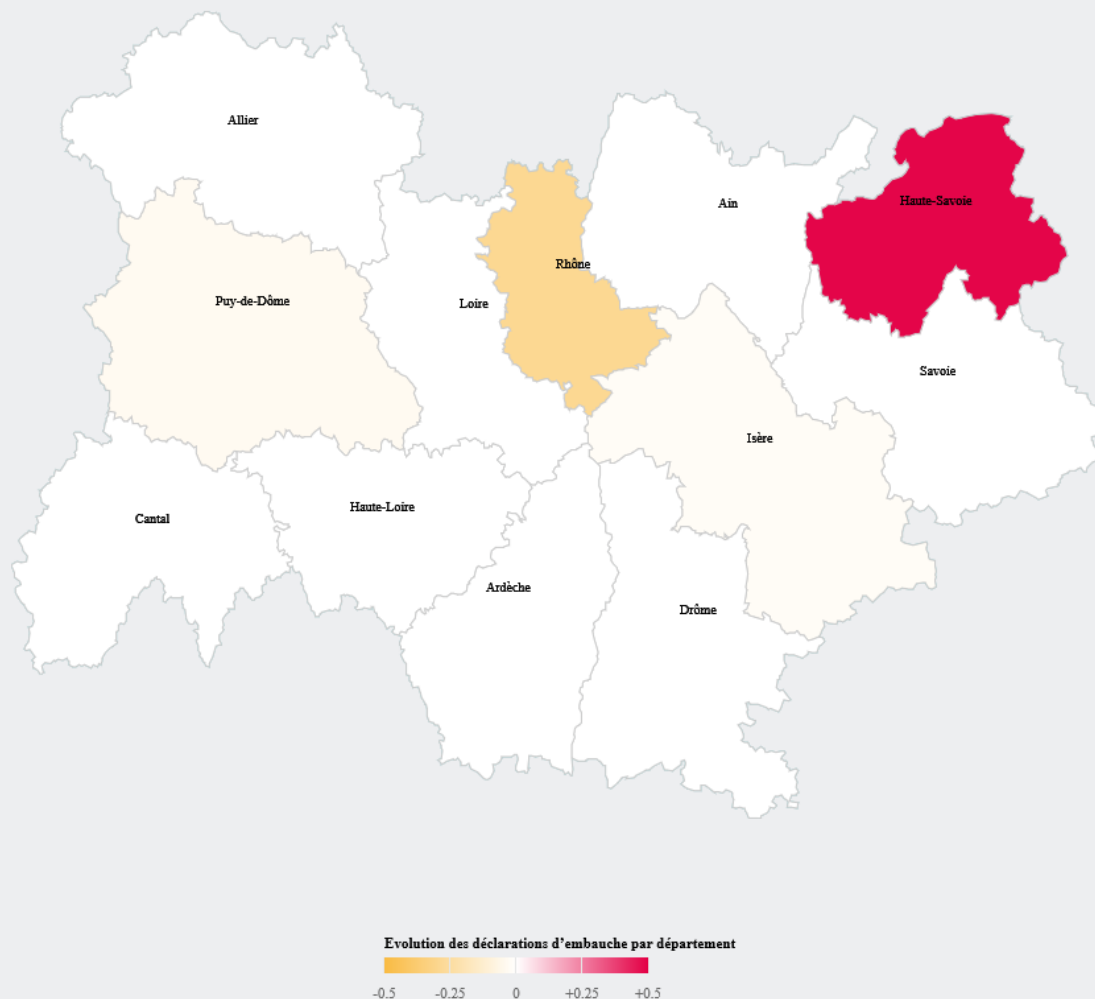 Allier
Haute-Savoie
Ain
Rhône
Puy-de-Dôme
Loire
Savoie
Isère
Haute-Loire
Cantal
Ardèche
Drôme
Evolution des déclarations d’embauche par département
-0.5 -0.25 0 +0.25 +0.5